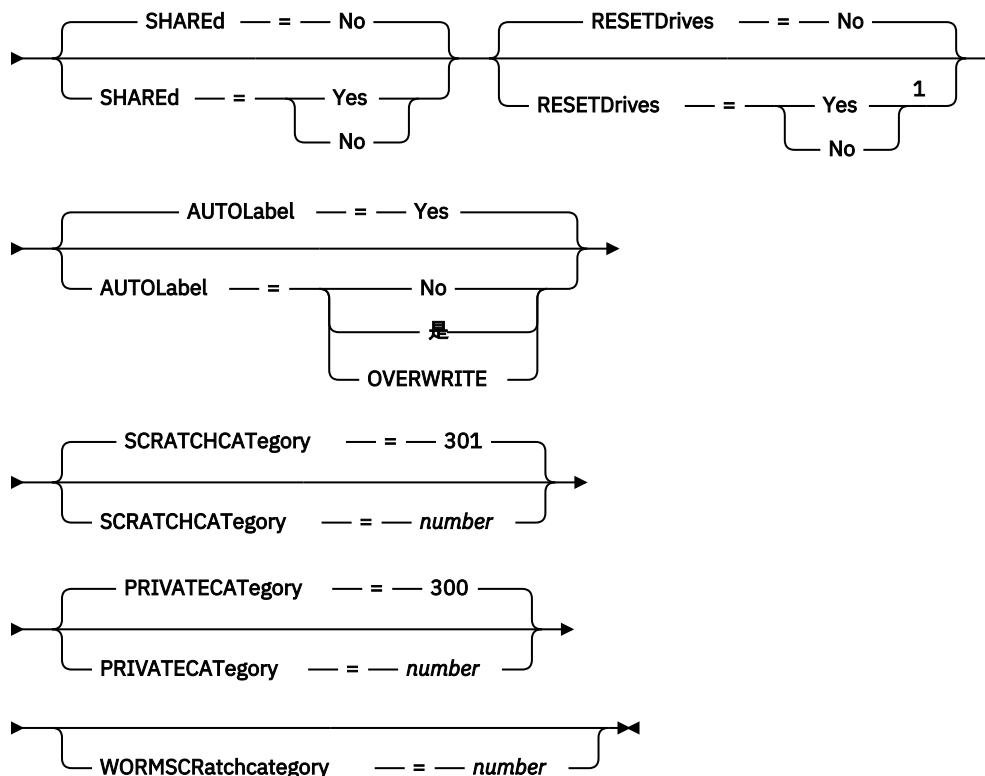 SHAREd = No RESETDrives = No
SHAREd = Yes RESETDrives = Yes 1
No No
AUTOLabel = Yes
AUTOLabel = No
是
OVERWRITE
SCRATCHCATegory = 301
SCRATCHCATegory = number
PRIVATECATegory = 300
PRIVATECATegory = number
WORMSCRatchcategory = number